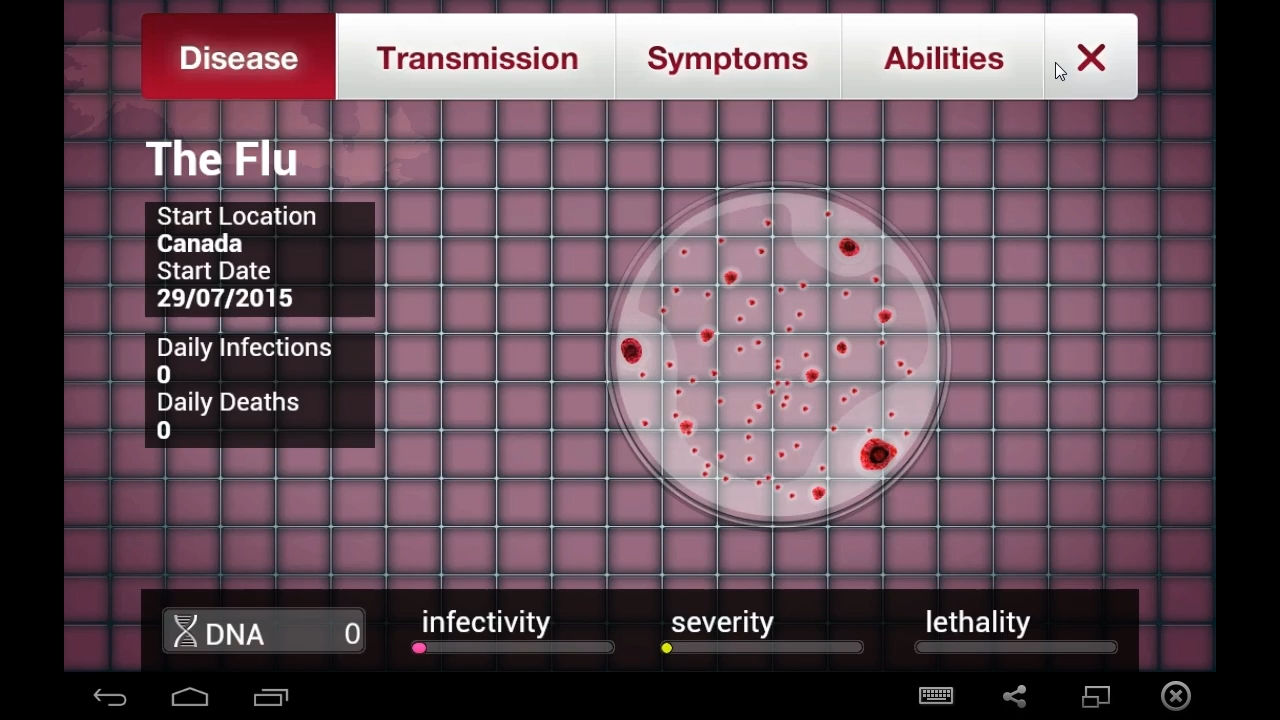 Disease
Transmission
Symptoms
Abilities
The Flu
Start Location
Canada
Start Date
29/07/2015
Daily Infections
0
Daily Deaths
0
DNA 0
infectivity
severity
lethality